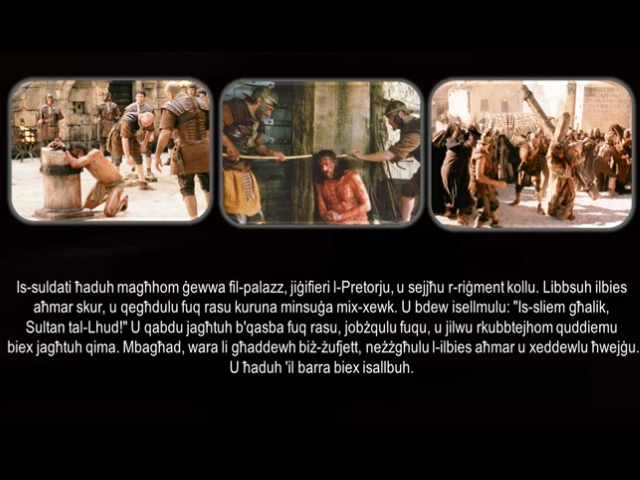 Is-suldati ħaduh magħhom ġewwa fil-palazz, jiġifieri l-Pretorju, u sejjħu r-riġment kollu. Libbsuh ilbies
aħmar skur, u qegħdulu fuq rasu kuruna minsuġa mix-xewk. U bdew isellmulu: "Is-sliem għalik,
Sultan tal-Lhud!" U qabdu jagħtuh b'qasba fuq rasu, jobżqulu fuqu, u jilwu rkubbtejhom quddiemu
biex jagħtuh qima. Mbagħad, wara li għaddewh biż-żufjett, neżżgħulu l-ilbies aħmar u xeddewlu ħwejġu.
U ħaduh 'il barra biex isallbuh.